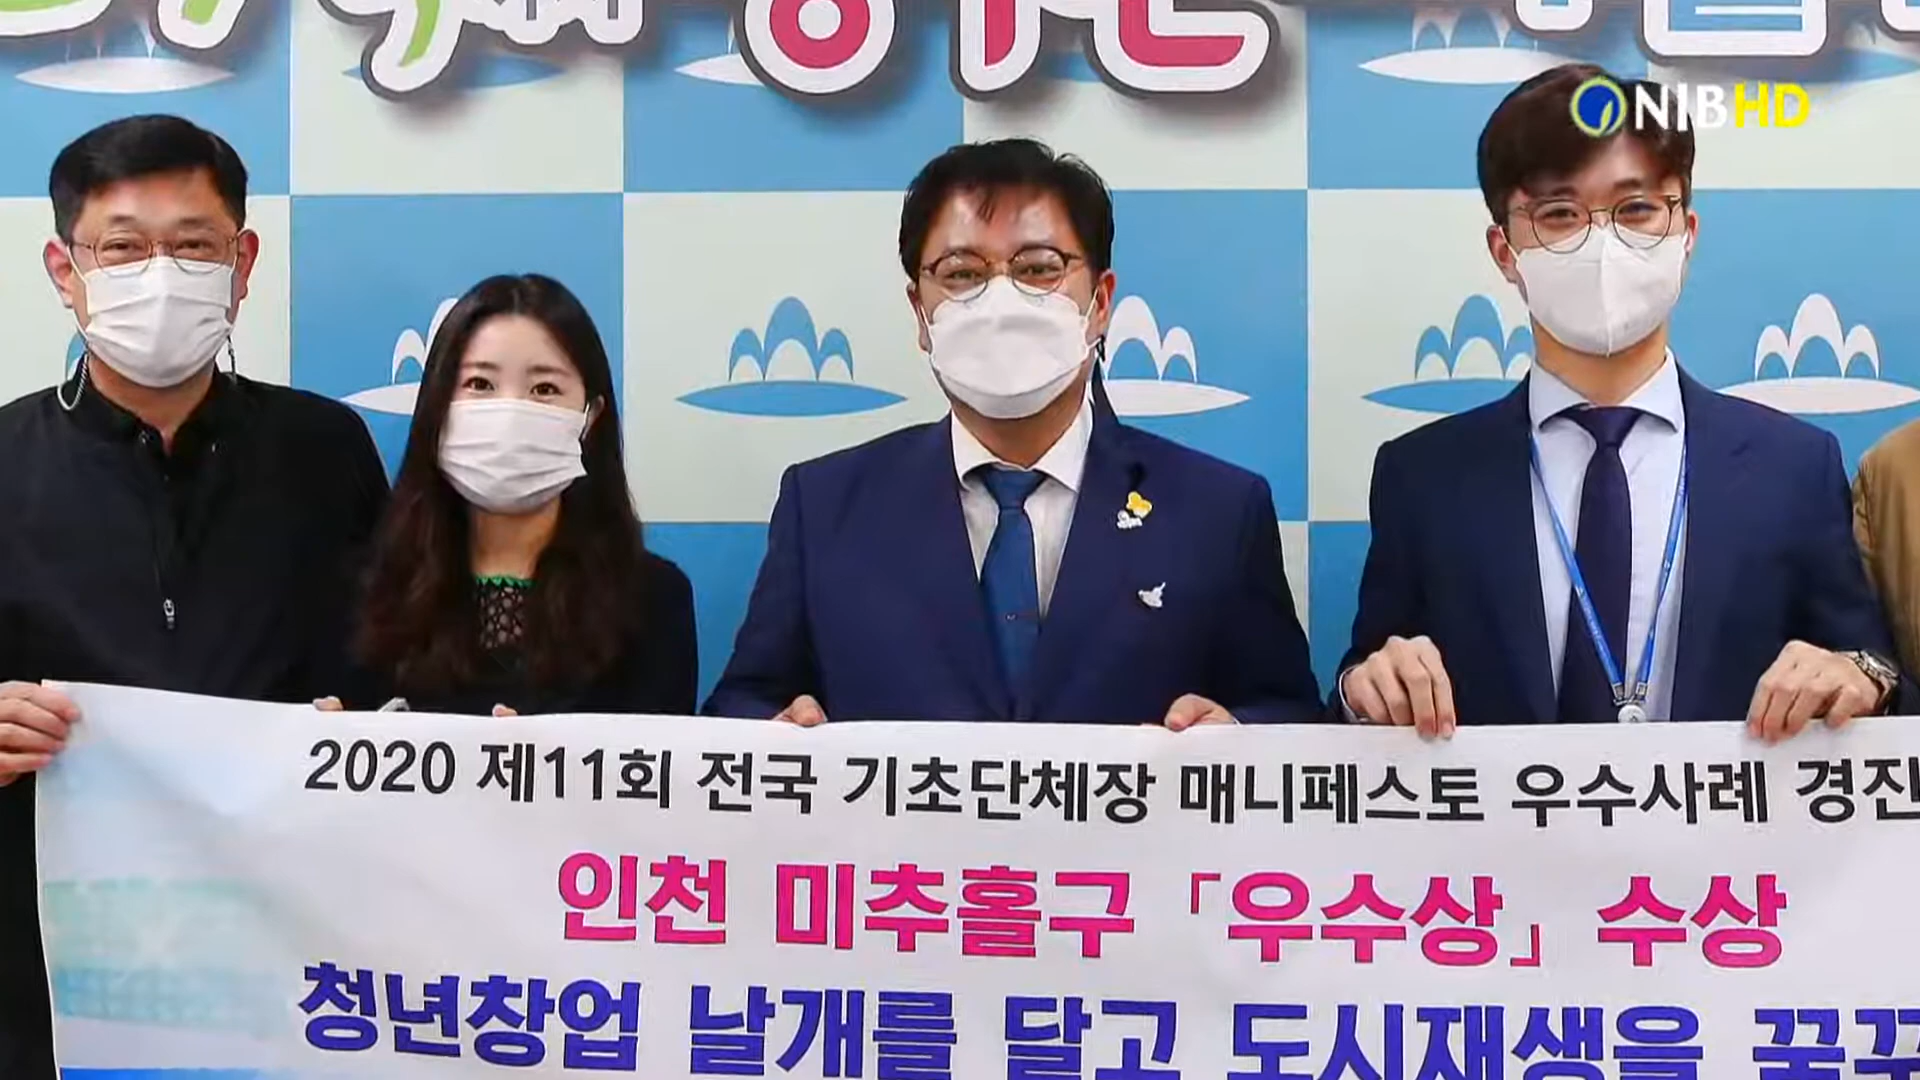 NIBHD
2020 제11회 전국 기초단체장 매니페스토 우수사례 경진
인천 미추홀구 「우수상」 수상
청년창업 날개를 달고 도시재생을 꿈꾸